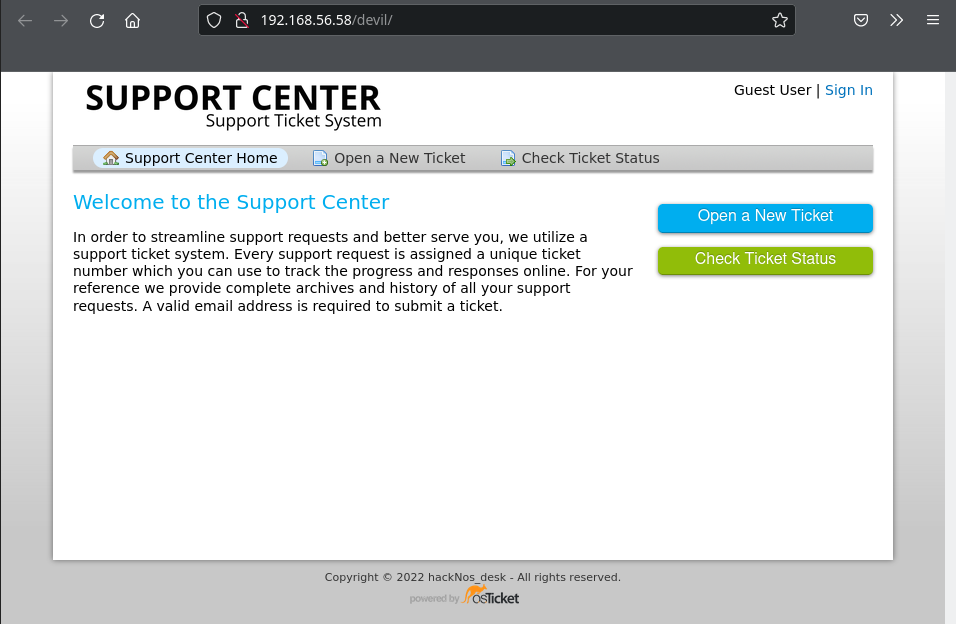 192.168.56.58/devil/
SUPPORT CENTER
Support Ticket System
Guest User | Sign In
Support Center Home
Open a New Ticket
Check Ticket Status
Welcome to the Support Center
In order to streamline support requests and better serve you, we utilize a
support ticket system. Every support request is assigned a unique ticket
number which you can use to track the progress and responses online. For your
reference we provide complete archives and history of all your support
requests. A valid email address is required to submit a ticket.
Open a New Ticket
Check Ticket Status
Copyright © 2022 hackNos_desk - All rights reserved.
powered by osTicket